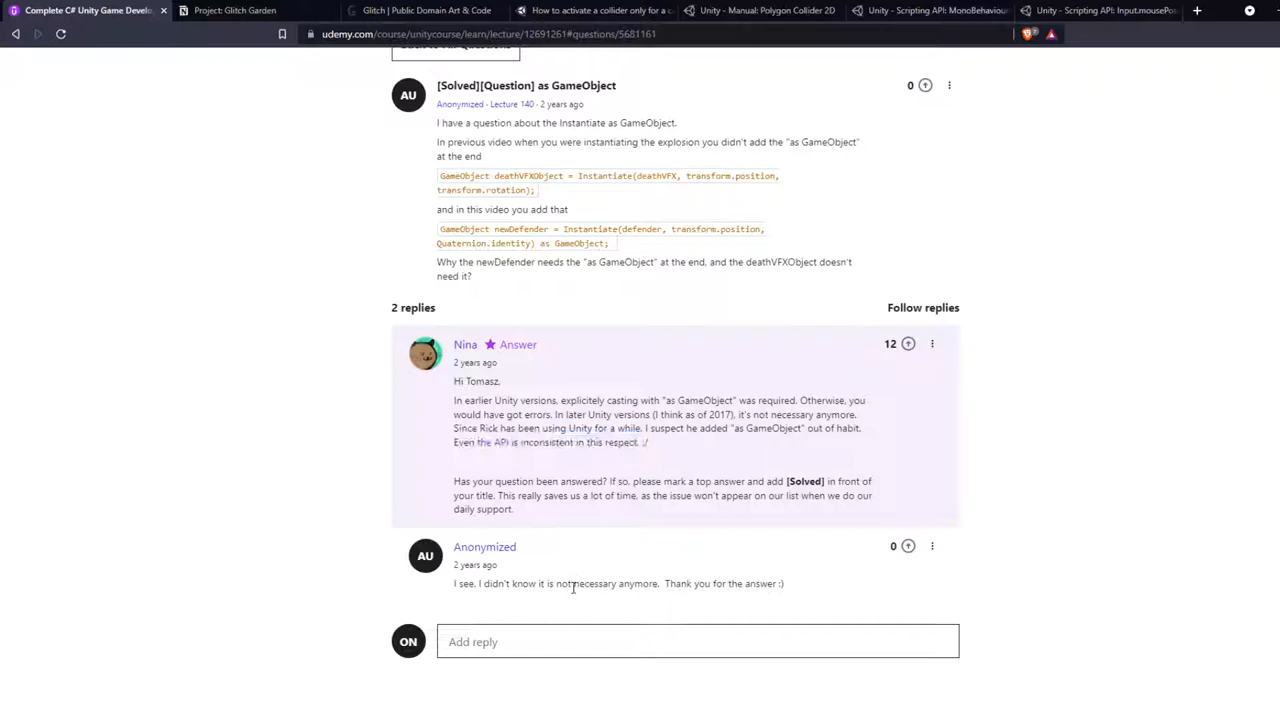 Complete C# Unity Game Develo
Project: Glitch Garden
Glitch | Public Domain Art & Code
How to activate a collider only for a c
Unity - Manual: Polygon Collider 2D
Unity - Scripting API: MonoBehaviou
Unity - Scripting API: Input.mousePo
udemy.com/course/unitycourse/learn/lecture/12691261#questions/5681161
[Solved][Question] as GameObject
0
AU
Anonymized · Lecture 140 · 2 years ago
I have a question about the Instantiate as GameObject.
In previous video when you were instantiating the explosion you didn't add the "as GameObject"
at the end
GameObject deathVFXObject = Instantiate(deathVFX, transform.position,
transform.rotation);
and in this video you add that
GameObject newDefender = Instantiate(defender, transform.position,
Quaternion.identity) as GameObject;
Why the newDefender needs the "as GameObject" at the end, and the deathVFXObject doesn't
need it?
2 replies
Follow replies
Nina ★ Answer
12
2 years ago
Hi Tomasz,
In earlier Unity versions, explicitely casting with "as GameObject" was required. Otherwise, you
would have got errors. In later Unity versions (I think as of 2017), it's not necessary anymore.
Since Rick has been using Unity for a while, I suspect he added "as GameObject" out of habit.
Even the API is inconsistent in this respect. :/
Has your question been answered? If so, please mark a top answer and add [Solved] in front of
your title. This really saves us a lot of time, as the issue won't appear on our list when we do our
daily support.
Anonymized
0
AU
2 years ago
I see, I didn't know it is not necessary anymore. Thank you for the answer :)
ON
Add reply